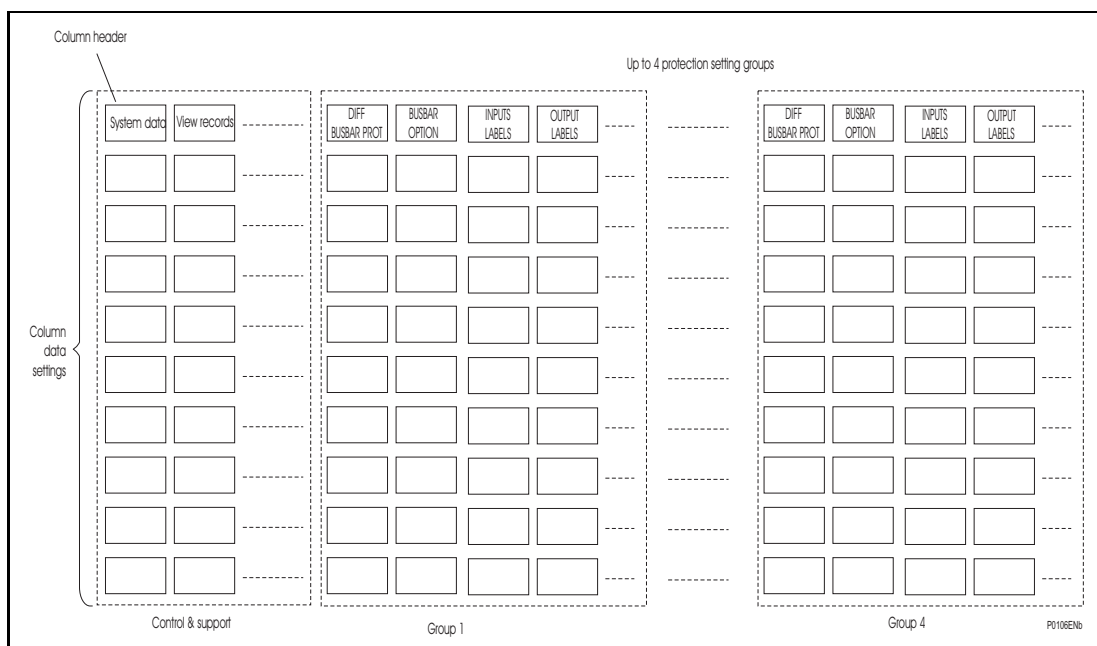 Column header
Up to 4 protection setting groups
System data View records DIFF BUSBAR PROT BUSBAR OPTION INPUTS LABELS OUTPUT LABELS DIFF BUSBAR PROT BUSBAR OPTION INPUTS LABELS OUTPUT LABELS
Column
data
settings
Control & support
Group 1
Group 4
P0106ENb